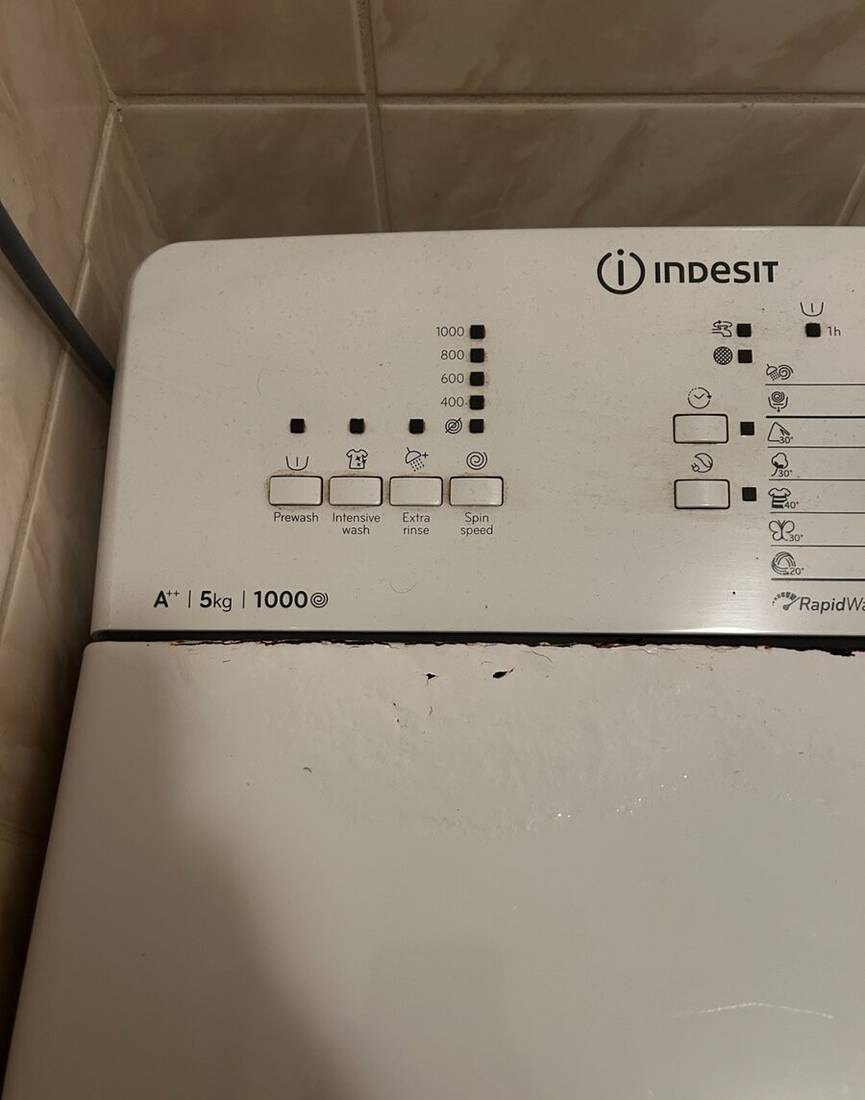 INDESIT
1000
800
600
400
1h
30°
30°
40°
30°
20°
Prewash
Intensive
wash
Extra
rinse
Spin
speed
A++ | 5kg | 1000